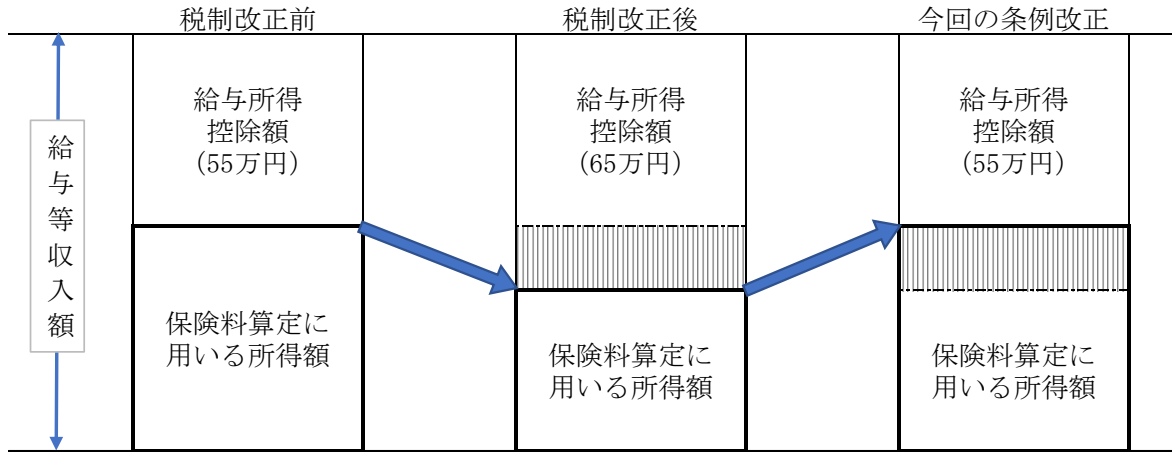 税制改正前
税制改正後
今回の条例改正
給与等収入額
給与所得
控除額
(55万円)
給与所得
控除額
(65万円)
給与所得
控除額
(55万円)
保険料算定に
用いる所得額
保険料算定に
用いる所得額
保険料算定に
用いる所得額